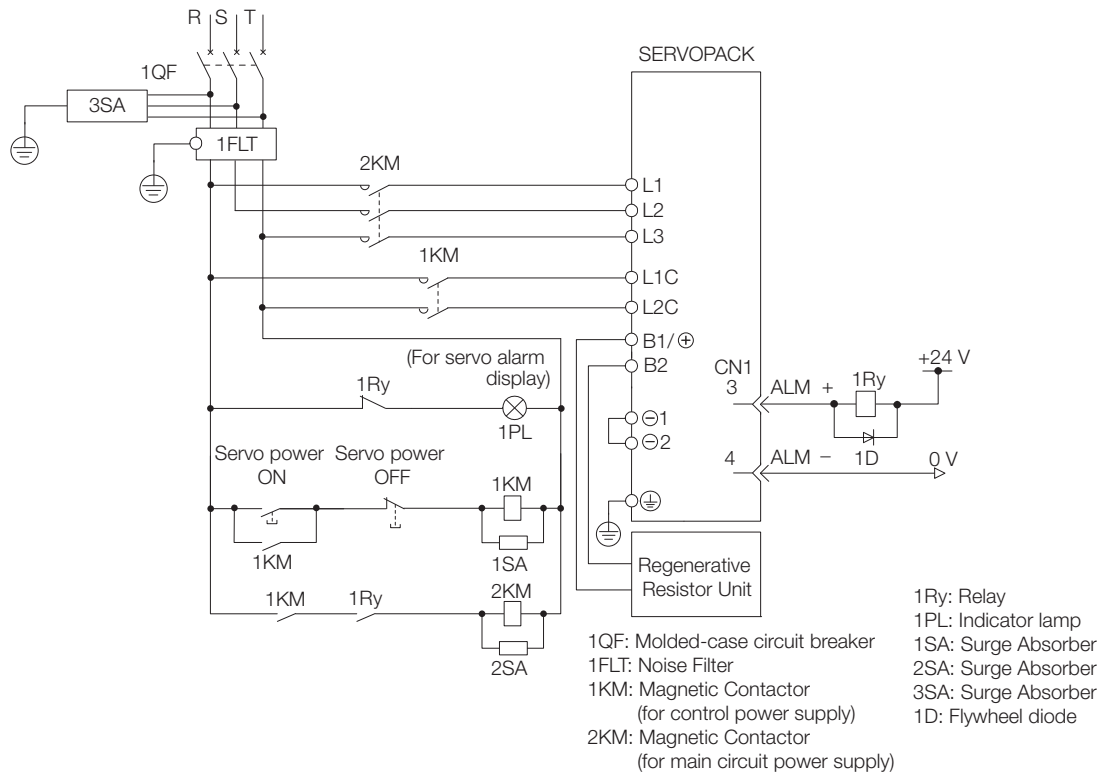 R S T
SERVOPACK
1QF
3SA
1FLT
2KM
L1
L2
L3
1KM
L1C
L2C
B1/⊕
B2
(For servo alarm
display)
CN1
+24 V
1Ry
3 ALM +
1Ry
1PL
⊖1
⊖2
1D
4 ALM −
0 V
Servo power
ON
Servo power
OFF
1KM
1KM
1SA
1KM
1Ry
2KM
2SA
Regenerative
Resistor Unit
1QF: Molded-case circuit breaker
1FLT: Noise Filter
1KM: Magnetic Contactor
(for control power supply)
2KM: Magnetic Contactor
(for main circuit power supply)
1Ry: Relay
1PL: Indicator lamp
1SA: Surge Absorber
2SA: Surge Absorber
3SA: Surge Absorber
1D: Flywheel diode